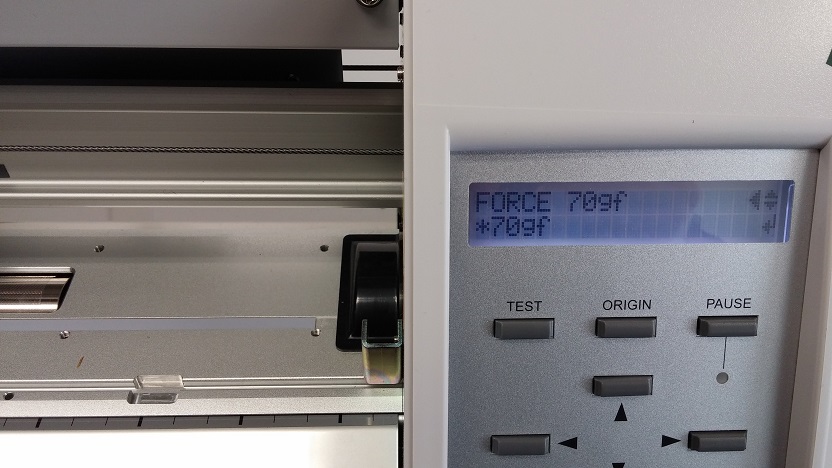 FORCE 70gf
*70gf
TEST ORIGIN PAUSE